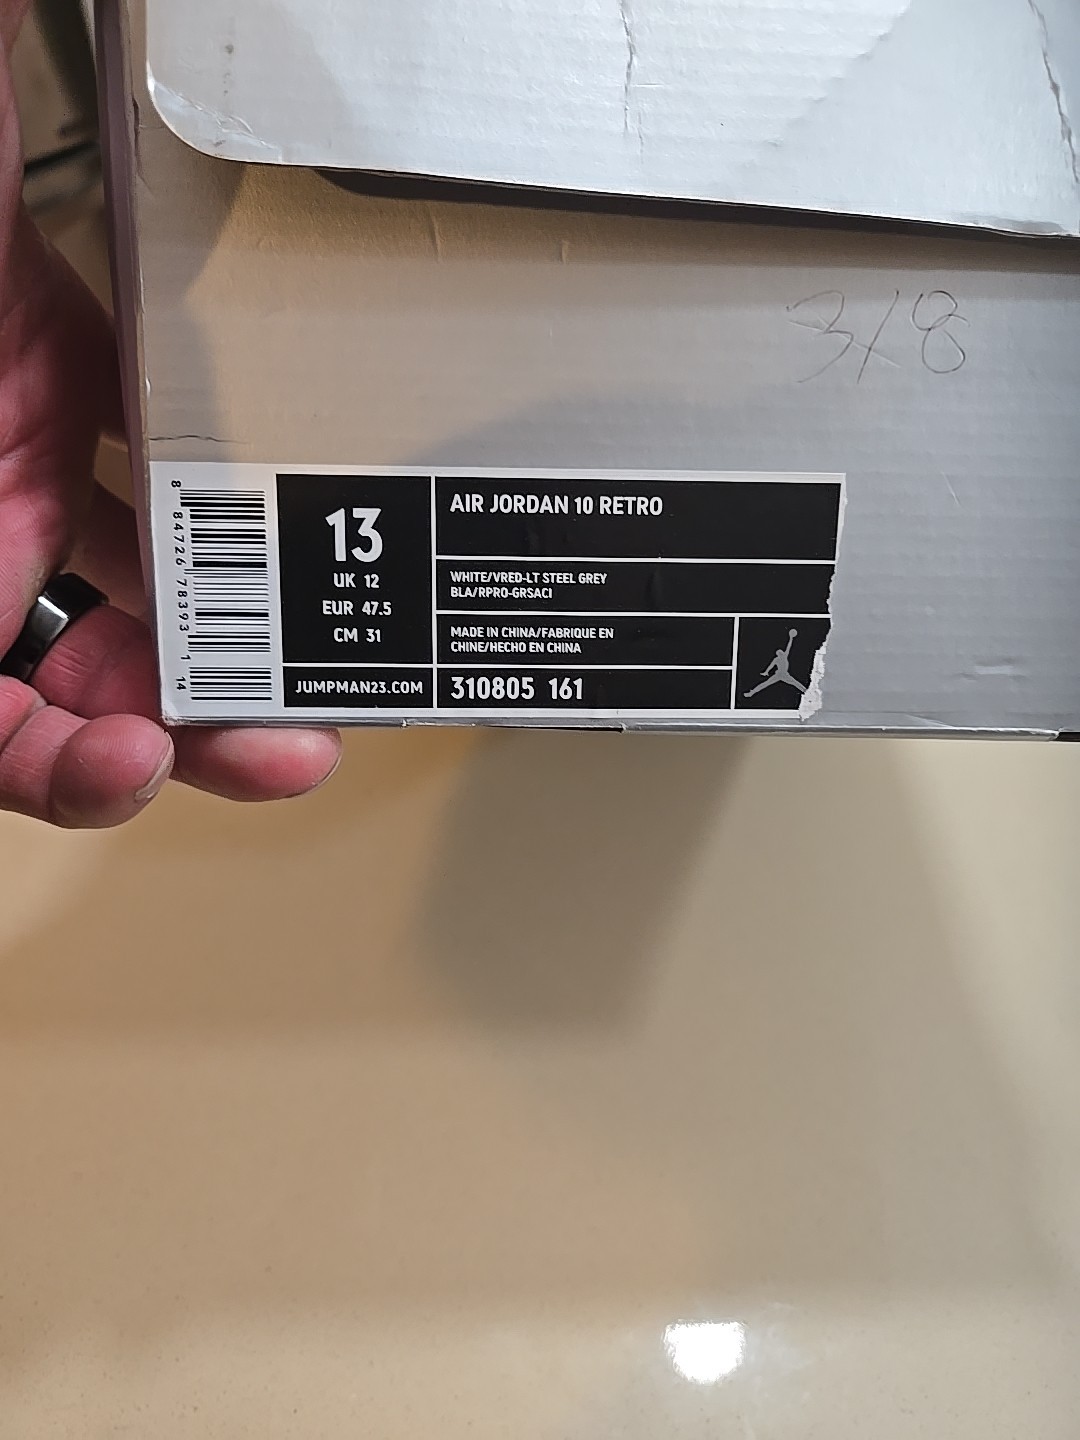 3/8
AIR JORDAN 10 RETRO
13
UK 12
EUR 47.5
CM 31
WHITE/VRED-LT STEEL GREY
BLA/RPRO-GRSACI
MADE IN CHINA/FABRIQUE EN
CHINE/HECHO EN CHINA
JUMPMAN23.COM
310805 161
8 84726 78393 1 14